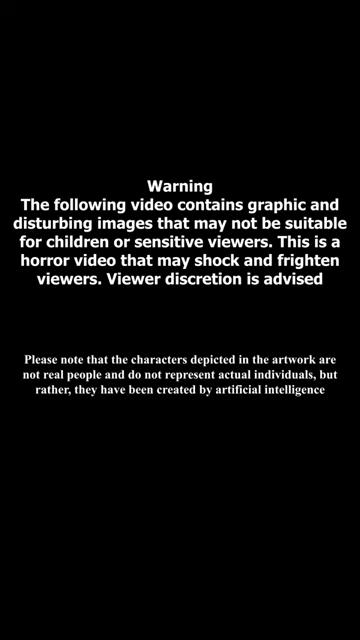 Warning
The following video contains graphic and
disturbing images that may not be suitable
for children or sensitive viewers. This is a
horror video that may shock and frighten
viewers. Viewer discretion is advised
Please note that the characters depicted in the artwork are
not real people and do not represent actual individuals, but
rather, they have been created by artificial intelligence